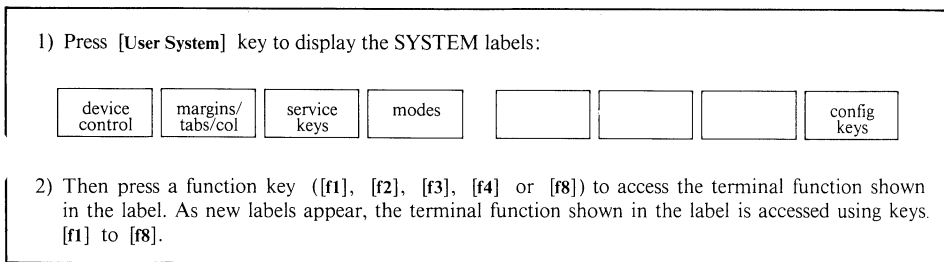 1) Press [User System] key to display the SYSTEM labels:
device margins/ service modes config
control tabs/col keys keys
2) Then press a function key ([f1], [f2], [f3], [f4] or [f8]) to access the terminal function shown
in the label. As new labels appear, the terminal function shown in the label is accessed using keys.
[f1] to [f8].